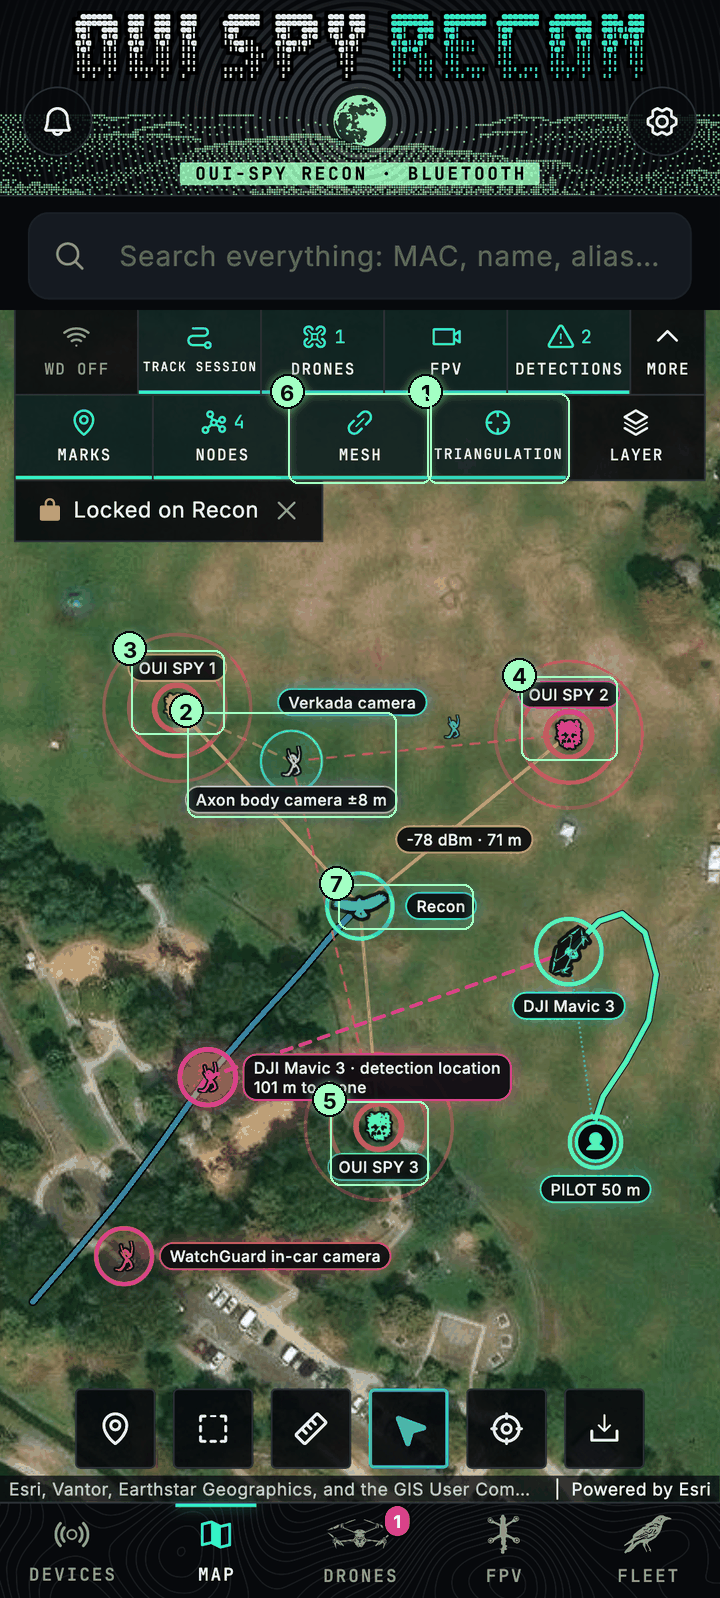 OUI SPY RECON
OUI-SPY RECON · BLUETOOTH
Search everything: MAC, name, alias...
1
2
WD OFF
TRACK SESSION
DRONES
FPV
DETECTIONS
MORE
6
1
4
MARKS
NODES
MESH
TRIANGULATION
LAYER
Locked on Recon
3
OUI SPY 1
4
OUI SPY 2
2
Verkada camera
Axon body camera ±8 m
-78 dBm · 71 m
7
Recon
DJI Mavic 3
DJI Mavic 3 · detection location
101 m to
5
OUI SPY 3
PILOT 50 m
WatchGuard in-car camera
Esri, Vantor, Earthstar Geographics, and the GIS User Com...
Powered by Esri
1
DEVICES
MAP
DRONES
FPV
FLEET